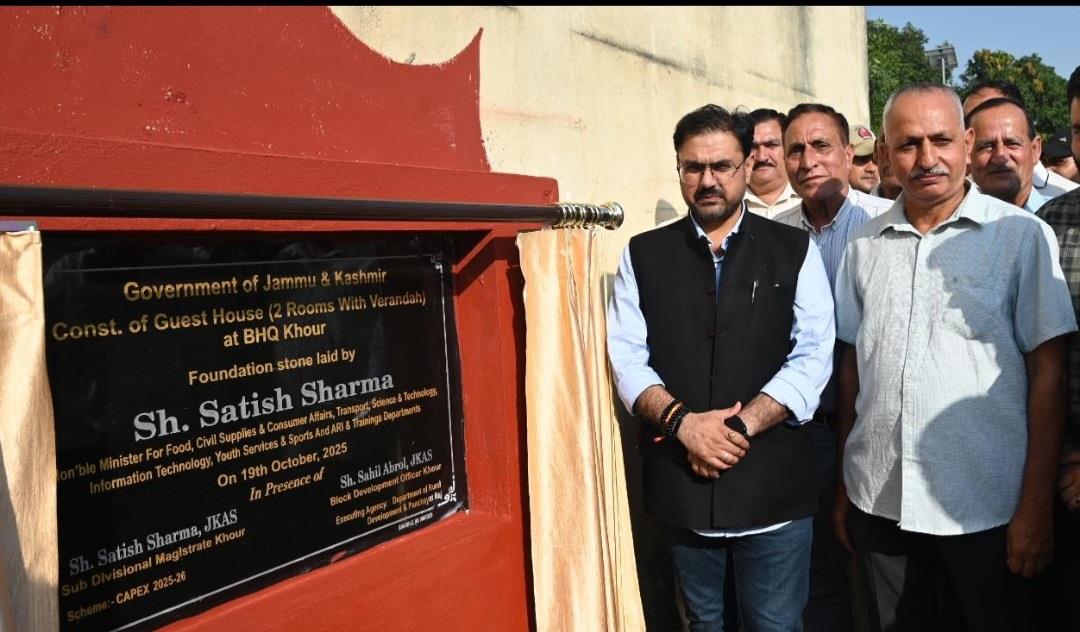 Government of Jammu & Kashmir
Const. of Guest House (2 Rooms With Verandah)
at BHQ Khour
Foundation stone laid by
Sh. Satish Sharma
Hon'ble Minister For Food, Civil Supplies & Consumer Affairs, Transport, Science & Technology,
Information Technology, Youth Services & Sports And ARI & Trainings Departments
On 19th October, 2025
In Presence of
Sh. Sahil Abrol, JKAS
Block Development Officer Khour
Executing Agency: Department of Rural
Development & Panchayati Raj
Sh. Satish Sharma, JKAS
Sub Divisional Magistrate Khour
Scheme:- CAPEX 2025-26